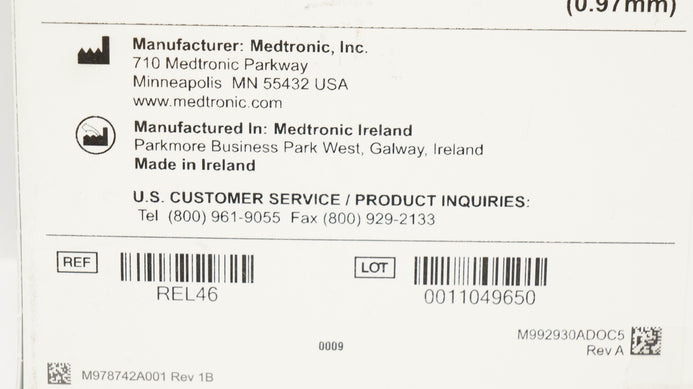 (0.97mm)
Manufacturer: Medtronic, Inc.
710 Medtronic Parkway
Minneapolis MN 55432 USA
www.medtronic.com
Manufactured In: Medtronic Ireland
Parkmore Business Park West, Galway, Ireland
Made in Ireland
U.S. CUSTOMER SERVICE / PRODUCT INQUIRIES:
Tel (800) 961-9055 Fax (800) 929-2133
REF
REL46
LOT
0011049650
0009
M992930ADOC5
Rev A
M978742A001 Rev 1B